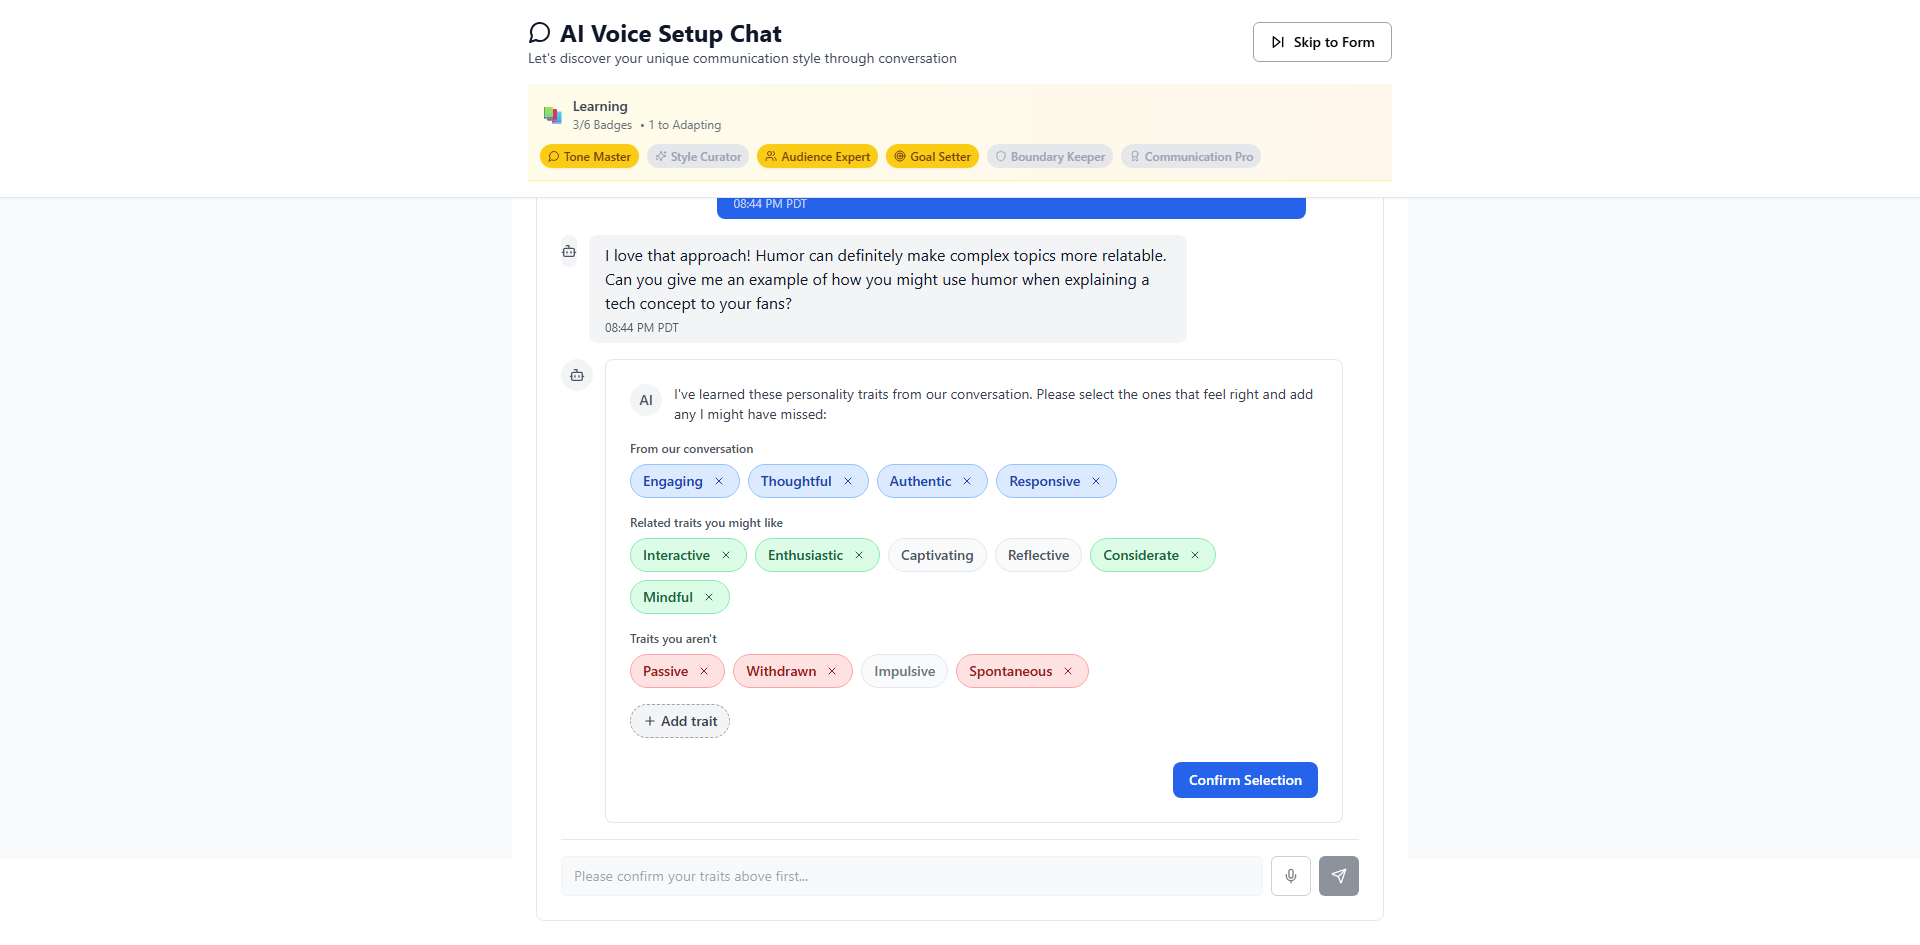 AI Voice Setup Chat
Let's discover your unique communication style through conversation
Skip to Form
Learning
3/6 Badges • 1 to Adapting
Tone Master
Style Curator
Audience Expert
Goal Setter
Boundary Keeper
Communication Pro
08:44 PM PDT
I love that approach! Humor can definitely make complex topics more relatable.
Can you give me an example of how you might use humor when explaining a
tech concept to your fans?
08:44 PM PDT
AI
I've learned these personality traits from our conversation. Please select the ones that feel right and add
any I might have missed:
From our conversation
Engaging ×
Thoughtful ×
Authentic ×
Responsive ×
Related traits you might like
Interactive ×
Enthusiastic ×
Captivating
Reflective
Considerate ×
Mindful ×
Traits you aren't
Passive ×
Withdrawn ×
Impulsive
Spontaneous ×
+ Add trait
Confirm Selection
Please confirm your traits above first...